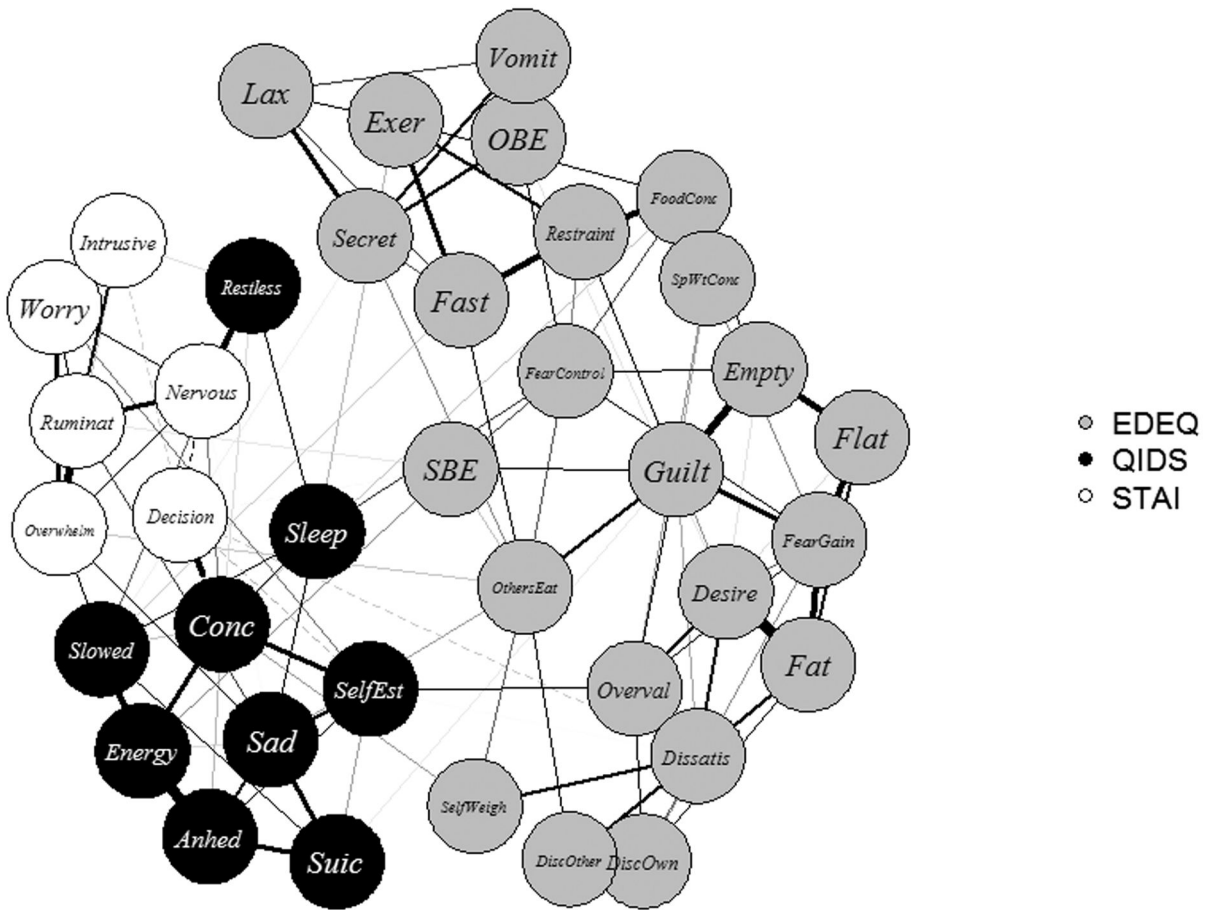 Vomit
Lax
Exer
OBE
FoodConc
Restraint
Secret
Intrusive
SpWtConc
Restless
Fast
Worry
FearControl
Empty
Nervous
Ruminat
Flat
EDEQ
QIDS
STAI
SBE
Guilt
Decision
Overwhelm
Sleep
FearGain
OthersEat
Desire
Conc
Slowed
Fat
SelfEst
Overval
Sad
Energy
Dissatis
SelfWeigh
Anhed
Suic
DiscOther
DiscOwn